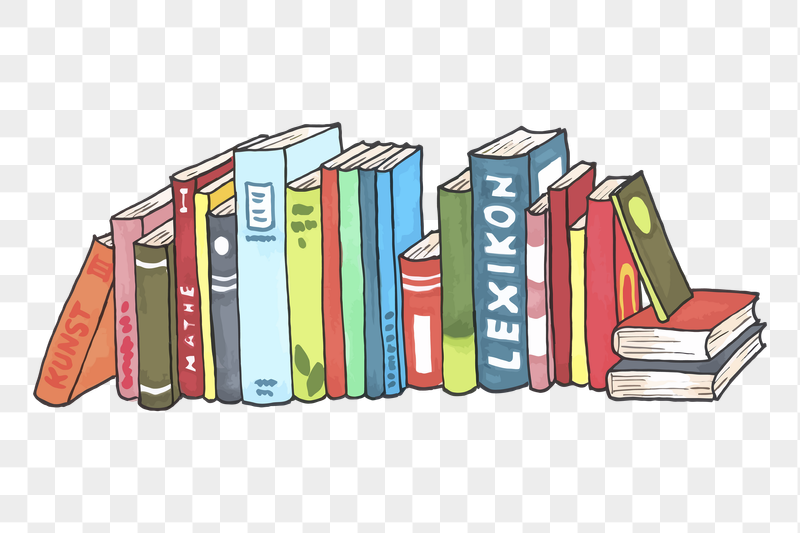 KUNST III
MATHE I
LEXIKON